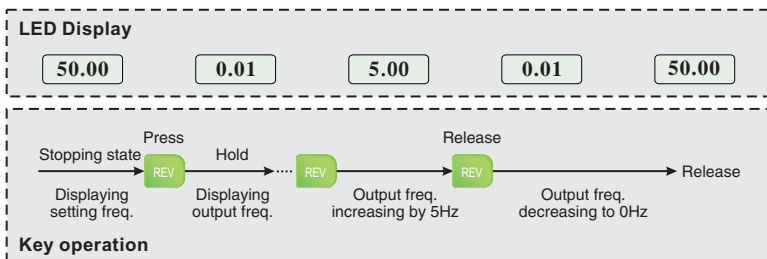 LED Display
50.00 0.01 5.00 0.01 50.00
Press Release
Stopping state REV Hold ····· REV REV Release
Displaying Displaying Output freq. Output freq.
setting freq. output freq. increasing by 5Hz decreasing to 0Hz
Key operation